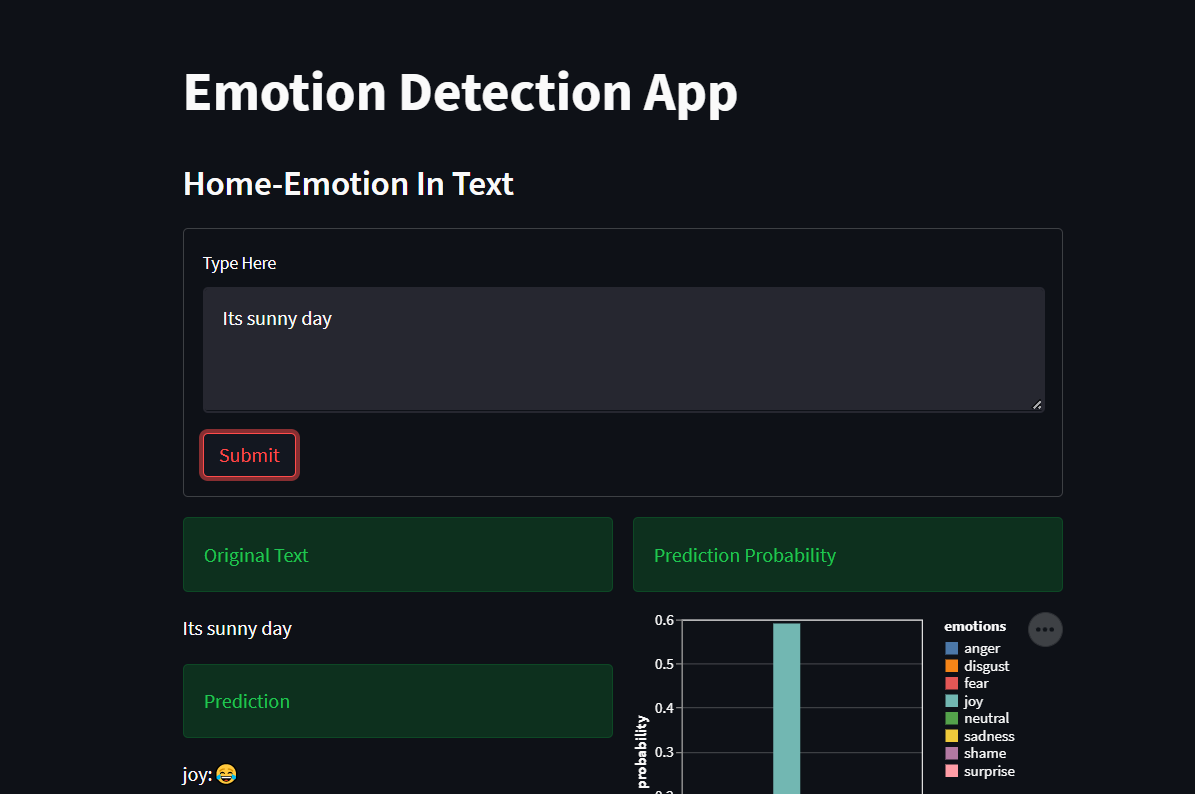 Emotion Detection App
Home-Emotion In Text
Type Here
Its sunny day
Submit
Original Text
Its sunny day
Prediction
joy:😂
Prediction Probability
0.6
0.5
0.4
0.3
probability
emotions
anger
disgust
fear
joy
neutral
sadness
shame
surprise